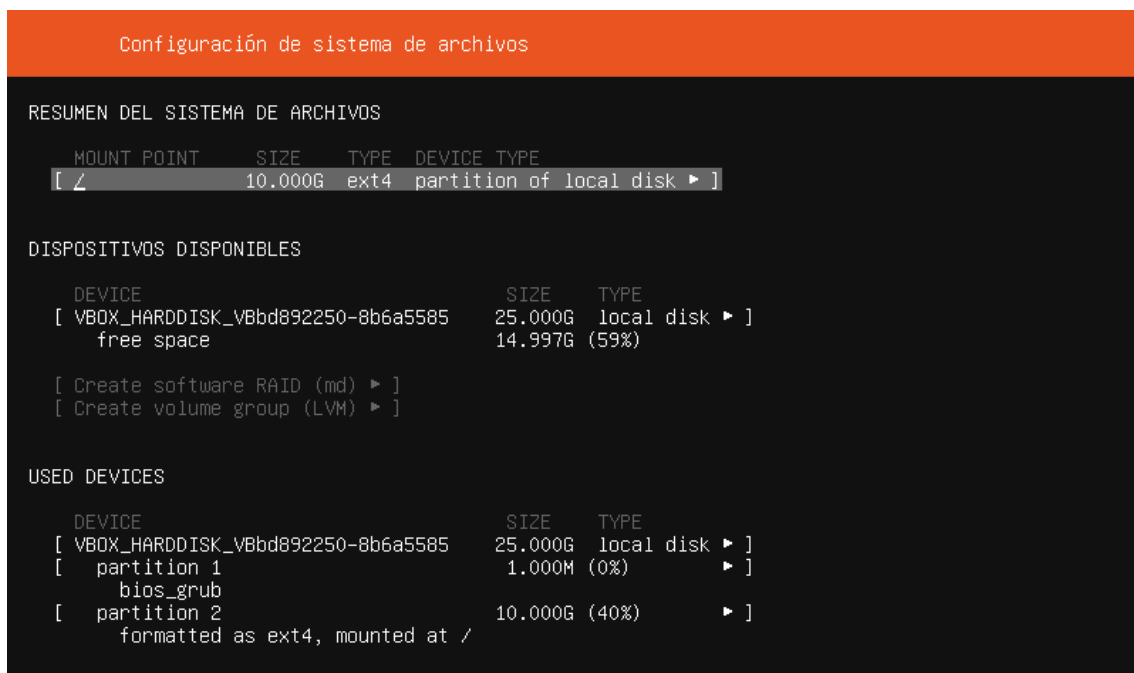 Configuración de sistema de archivos
RESUMEN DEL SISTEMA DE ARCHIVOS
MOUNT POINT SIZE TYPE DEVICE TYPE
[ / 10.000G ext4 partition of local disk ▸ ]
DISPOSITIVOS DISPONIBLES
DEVICE SIZE TYPE
[ VBOX_HARDDISK_VBbd892250-8b6a5585 25.000G local disk ▸ ]
free space 14.997G (59%)
[ Create software RAID (md) ▸ ]
[ Create volume group (LVM) ▸ ]
USED DEVICES
DEVICE SIZE TYPE
[ VBOX_HARDDISK_VBbd892250-8b6a5585 25.000G local disk ▸ ]
[ partition 1 1.000M (0%) ▸ ]
bios_grub
[ partition 2 10.000G (40%) ▸ ]
formatted as ext4, mounted at /